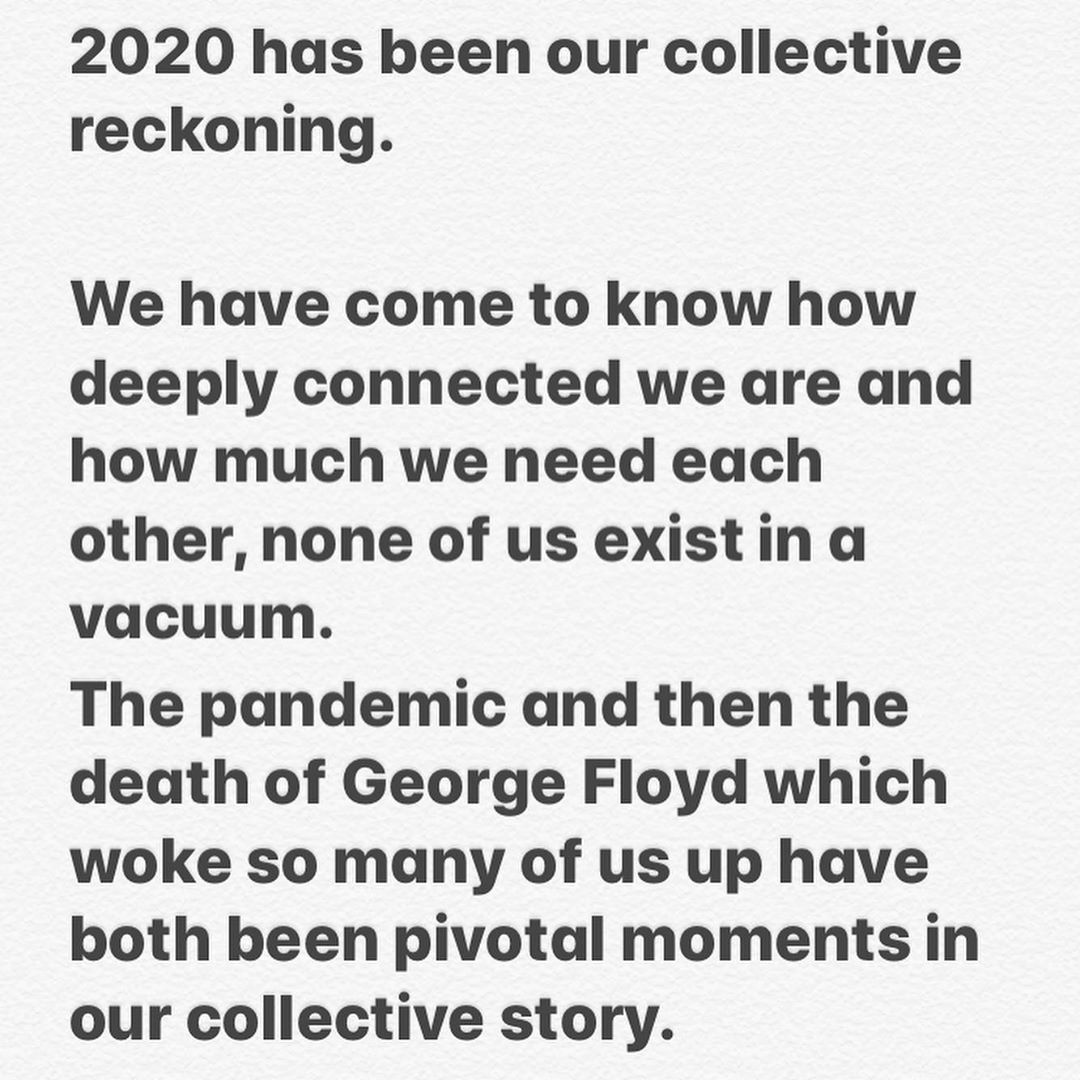 2020 has been our collective
reckoning.
We have come to know how
deeply connected we are and
how much we need each
other, none of us exist in a
vacuum.
The pandemic and then the
death of George Floyd which
woke so many of us up have
both been pivotal moments in
our collective story.